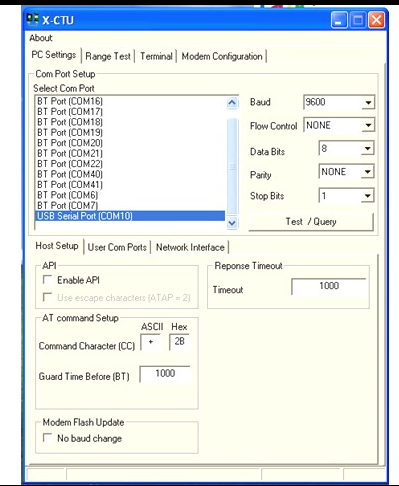 X-CTU
About
PC Settings Range Test Terminal Modem Configuration
Com Port Setup
Select Com Port
BT Port (COM16)
BT Port (COM17)
BT Port (COM18)
BT Port (COM19)
BT Port (COM20)
BT Port (COM21)
BT Port (COM22)
BT Port (COM40)
BT Port (COM41)
BT Port (COM6)
BT Port (COM7)
USB Serial Port (COM10)
Baud 9600
Flow Control NONE
Data Bits 8
Parity NONE
Stop Bits 1
Test / Query
Host Setup User Com Ports Network Interface
API
Enable API
Use escape characters (ATAP = 2)
Reponse Timeout
Timeout 1000
AT command Setup
ASCII Hex
Command Character (CC) + 2B
Guard Time Before (BT) 1000
Modem Flash Update
No baud change